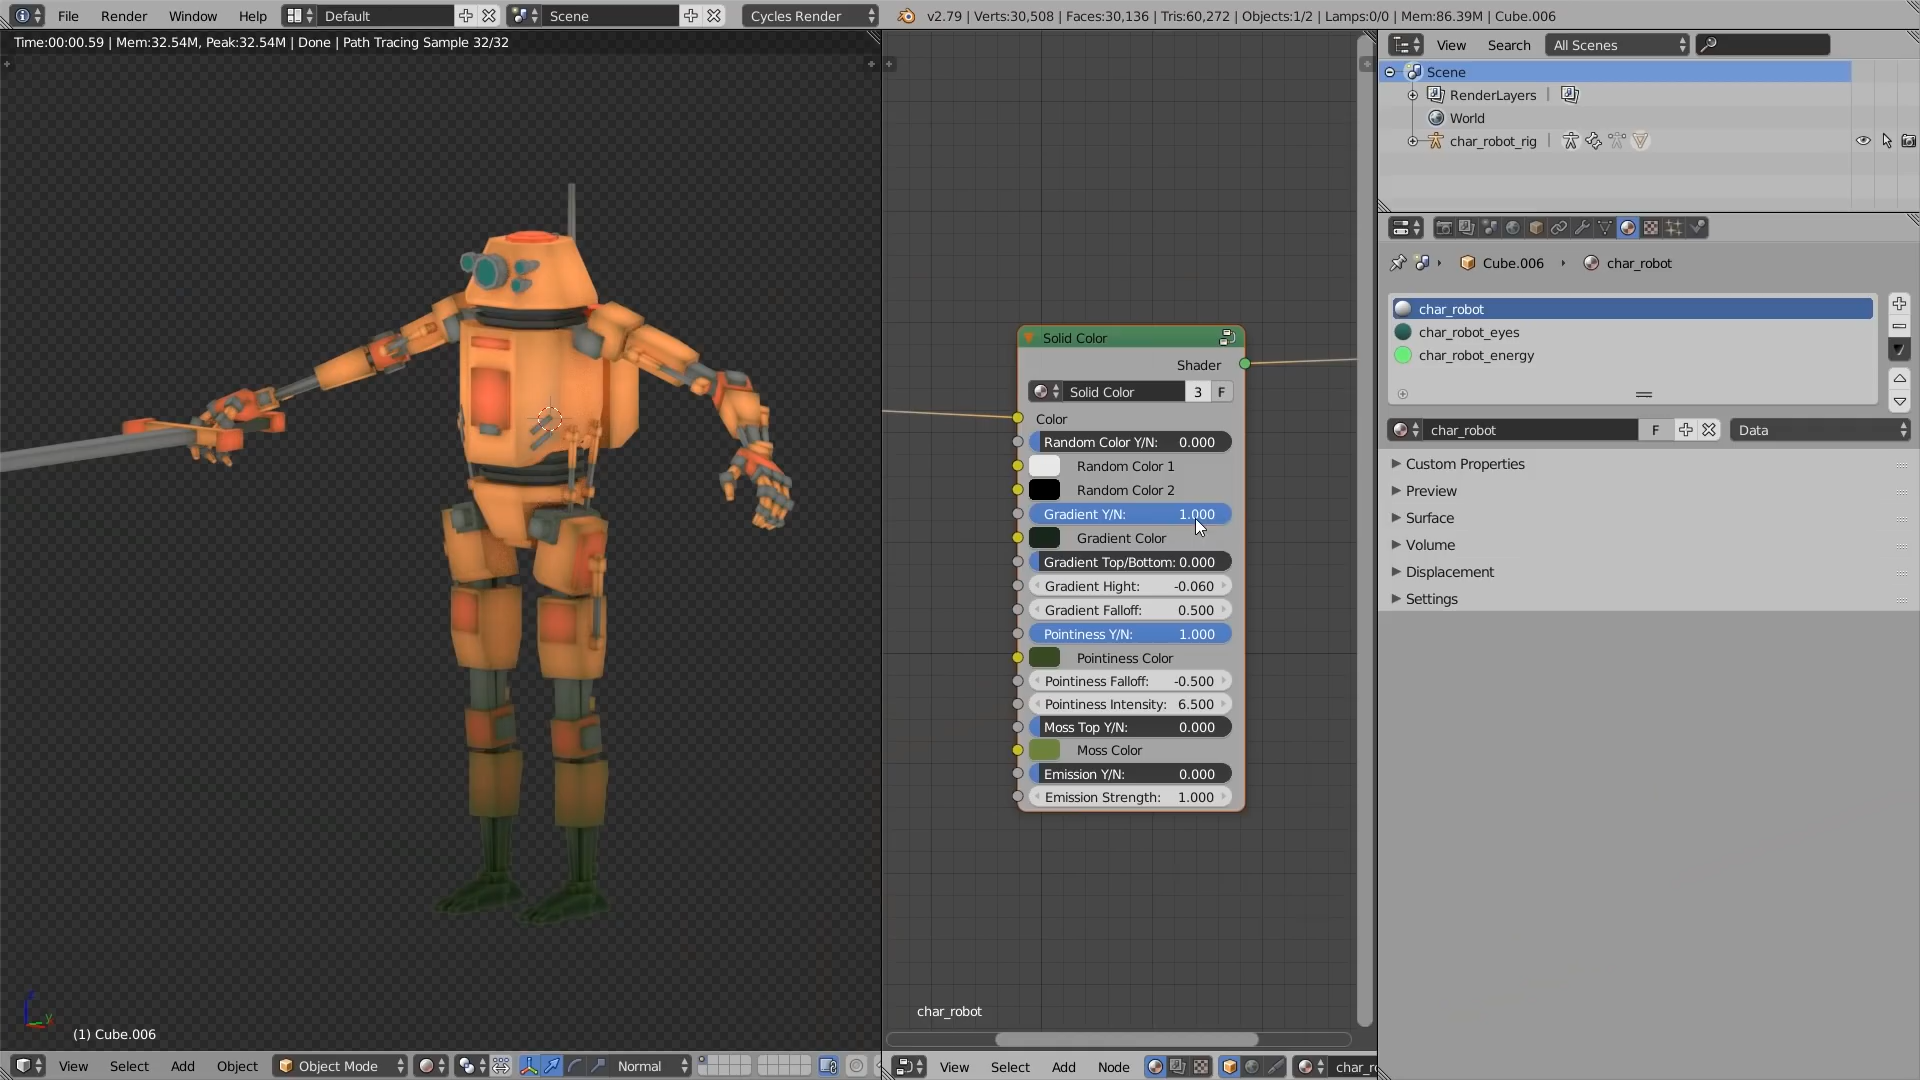 File Render Window Help Default Scene Cycles Render v2.79 | Verts:30,508 | Faces:30,136 | Tris:60,272 | Objects:1/2 | Lamps:0/0 | Mem:86.39M | Cube.006
Time:00:00.59 | Mem:32.54M, Peak:32.54M | Done | Path Tracing Sample 32/32
View Search All Scenes
Scene
RenderLayers |
World
char_robot_rig |
Cube.006 char_robot
char_robot
char_robot_eyes
char_robot_energy
char_robot F Data
Custom Properties
Preview
Surface
Volume
Displacement
Settings
Solid Color
Shader
Solid Color 3 F
Color
Random Color Y/N: 0.000
Random Color 1
Random Color 2
Gradient Y/N: 1.000
Gradient Color
Gradient Top/Bottom: 0.000
Gradient Hight: -0.060
Gradient Falloff: 0.500
Pointiness Y/N: 1.000
Pointiness Color
Pointiness Falloff: -0.500
Pointiness Intensity: 6.500
Moss Top Y/N: 0.000
Moss Color
Emission Y/N: 0.000
Emission Strength: 1.000
char_robot
(1) Cube.006
View Select Add Object Object Mode Normal
View Select Add Node char_r